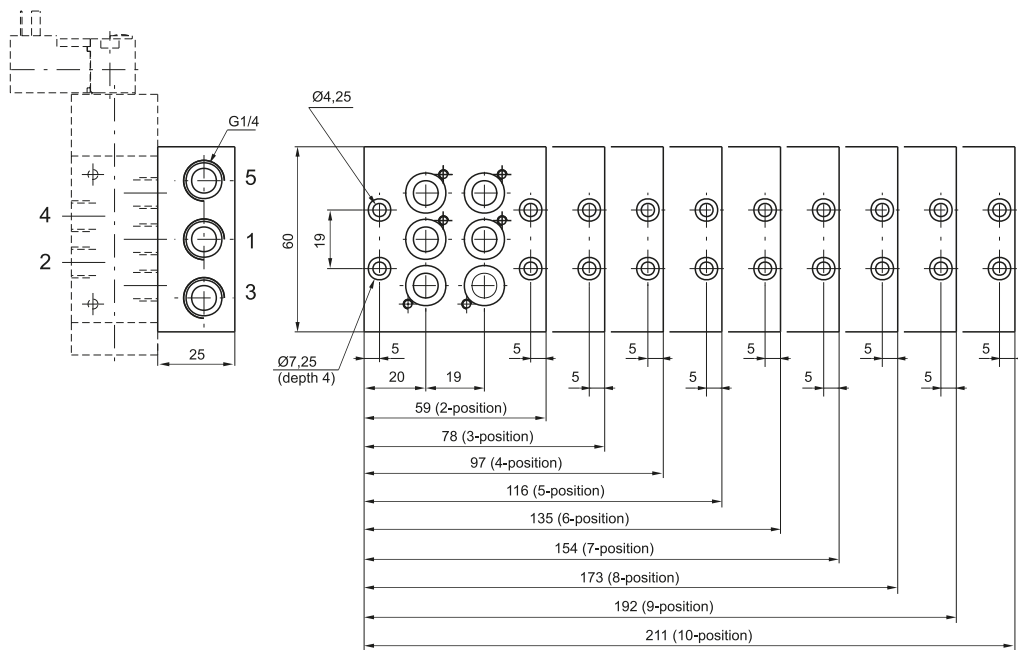 Ø4,25
G1/4
5
4
1
2
3
60
19
25
Ø7,25
(depth 4)
5
5
5
5
5
5
20
19
5
5
5
5
59 (2-position)
78 (3-position)
97 (4-position)
116 (5-position)
135 (6-position)
154 (7-position)
173 (8-position)
192 (9-position)
211 (10-position)